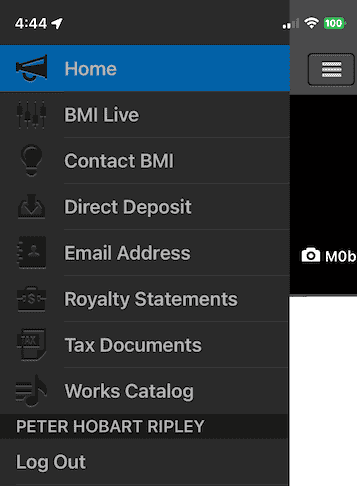 4:44
100
Home
BMI Live
Contact BMI
Direct Deposit
Email Address
M0b
Royalty Statements
TAX
Tax Documents
Works Catalog
PETER HOBART RIPLEY
Log Out